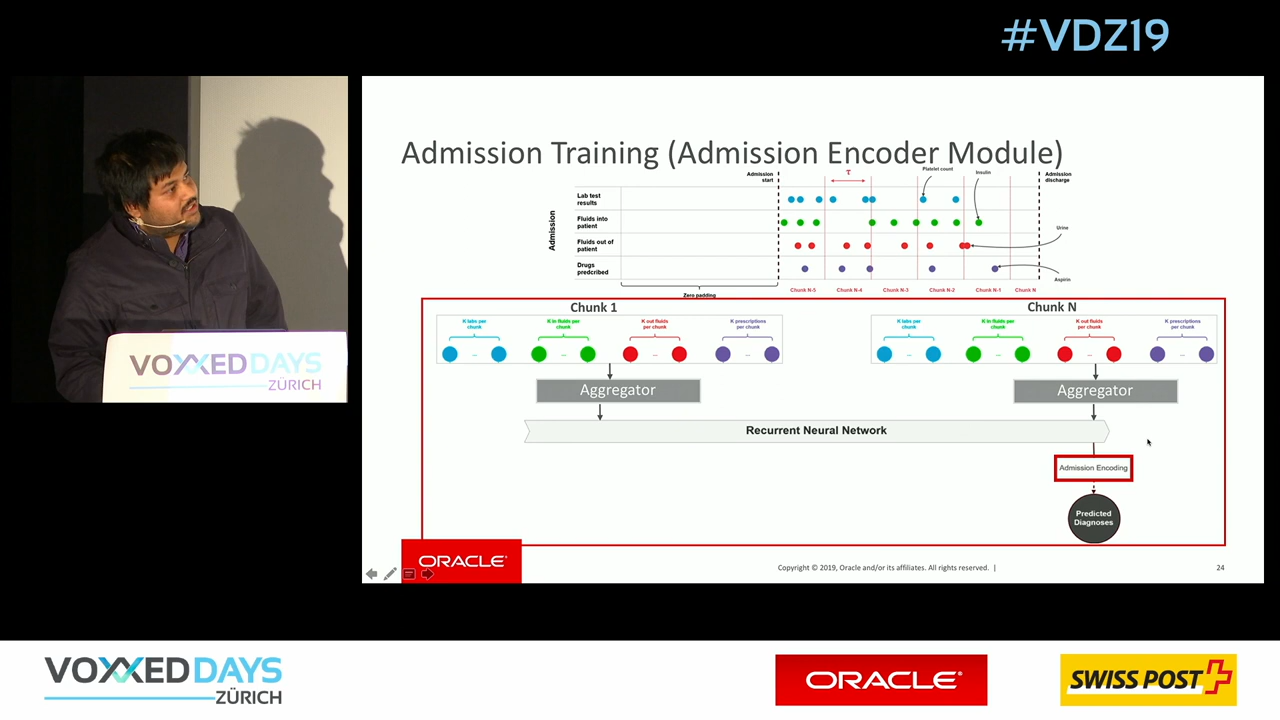 #VDZ19
Admission Training (Admission Encoder Module)
Admission start
τ
Platelet count
Insulin
Admission discharge
Admission
Lab test results
Fluids into patient
Fluids out of patient
Drugs predcribed
Urine
Aspirin
Zero padding
Chunk N-5
Chunk N-4
Chunk N-3
Chunk N-2
Chunk N-1
Chunk N
Chunk 1
Chunk N
K labs per chunk
K in fluids per chunk
K out fluids per chunk
K prescriptions per chunk
K labs per chunk
K in fluids per chunk
K out fluids per chunk
K prescriptions per chunk
Aggregator
Aggregator
Recurrent Neural Network
Admission Encoding
Predicted Diagnoses
ORACLE
Copyright © 2019, Oracle and/or its affiliates. All rights reserved. |
24
VOXXED DAYS
ZÜRICH
VOXXED DAYS
ZÜRICH
ORACLE
SWISS POST